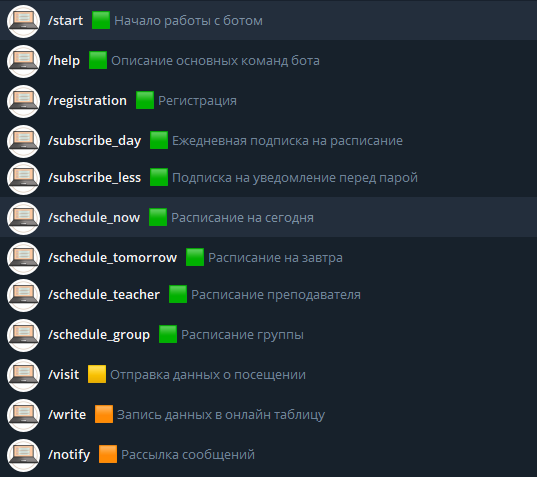 /start 🟩 Начало работы с ботом
/help 🟩 Описание основных команд бота
/registration 🟩 Регистрация
/subscribe_day 🟩 Ежедневная подписка на расписание
/subscribe_less 🟩 Подписка на уведомление перед парой
/schedule_now 🟩 Расписание на сегодня
/schedule_tomorrow 🟩 Расписание на завтра
/schedule_teacher 🟩 Расписание преподавателя
/schedule_group 🟩 Расписание группы
/visit 🟨 Отправка данных о посещении
/write 🟧 Запись данных в онлайн таблицу
/notify 🟧 Рассылка сообщений